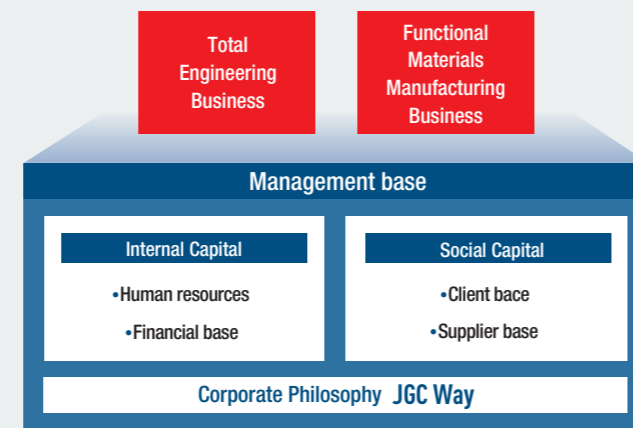 Total
Engineering
Business
Functional
Materials
Manufacturing
Business
Management base
Internal Capital
•Human resources
•Financial base
Social Capital
•Client bace
•Supplier base
Corporate Philosophy JGC Way